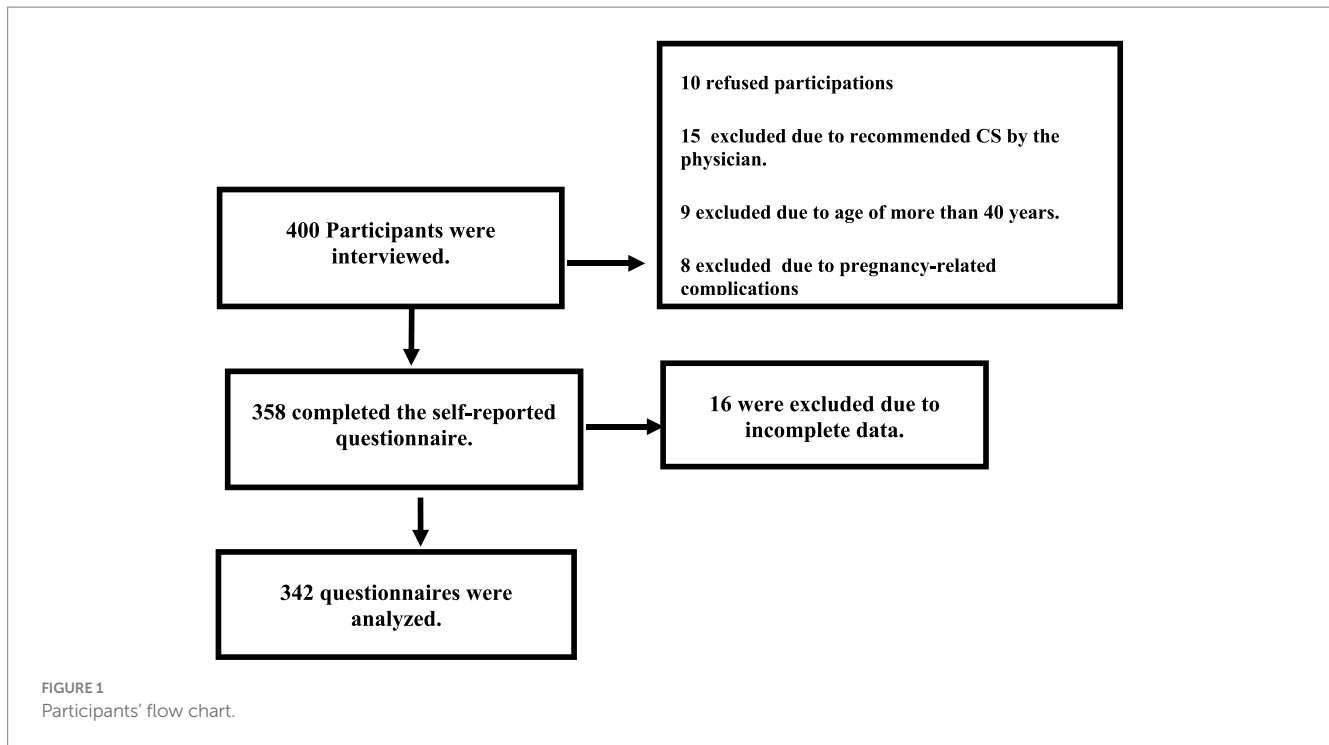 10 refused participations
15 excluded due to recommended CS by the
physician.
9 excluded due to age of more than 40 years.
8 excluded due to pregnancy-related
complications
400 Participants were
interviewed.
358 completed the self-reported
questionnaire.
16 were excluded due to
incomplete data.
342 questionnaires were
analyzed.
FIGURE 1
Participants’ flow chart.